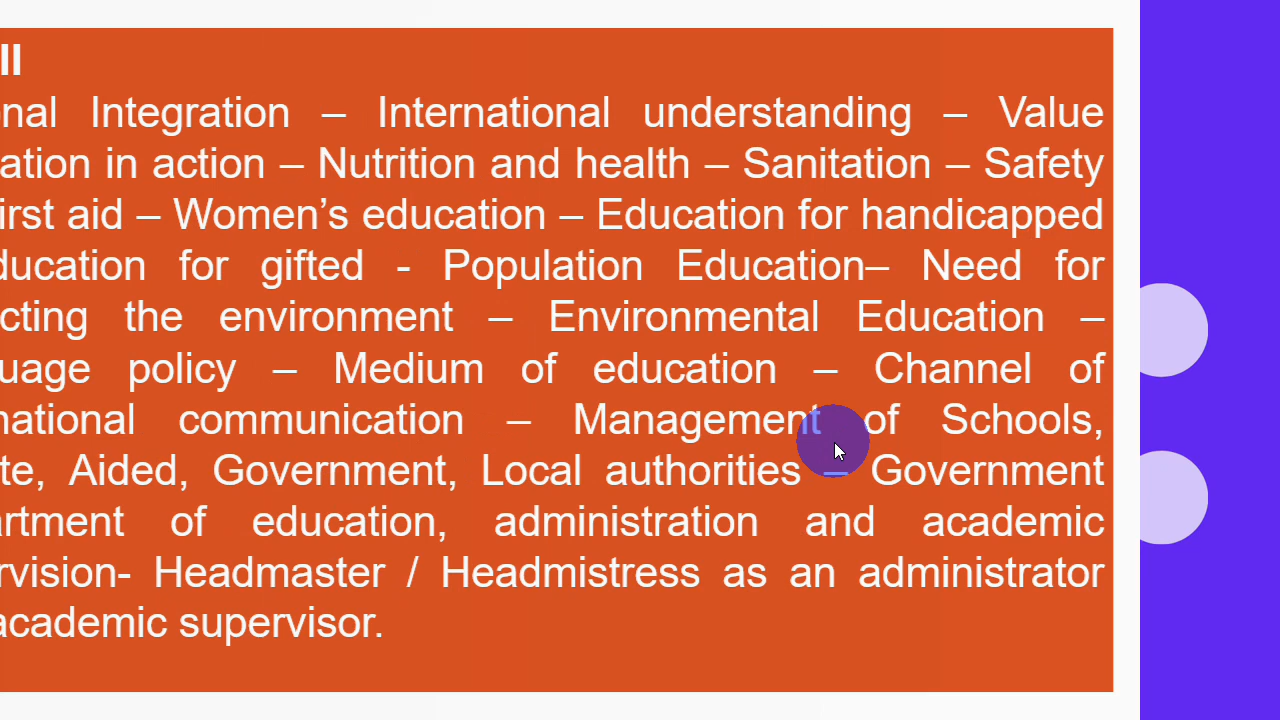 II
nal Integration – International understanding – Value
ation in action – Nutrition and health – Sanitation – Safety
irst aid – Women’s education – Education for handicapped
ducation for gifted - Population Education– Need for
cting the environment – Environmental Education –
uage policy – Medium of education – Channel of
national communication – Management of Schools,
te, Aided, Government, Local authorities – Government
rtment of education, administration and academic
rvision- Headmaster / Headmistress as an administrator
academic supervisor.